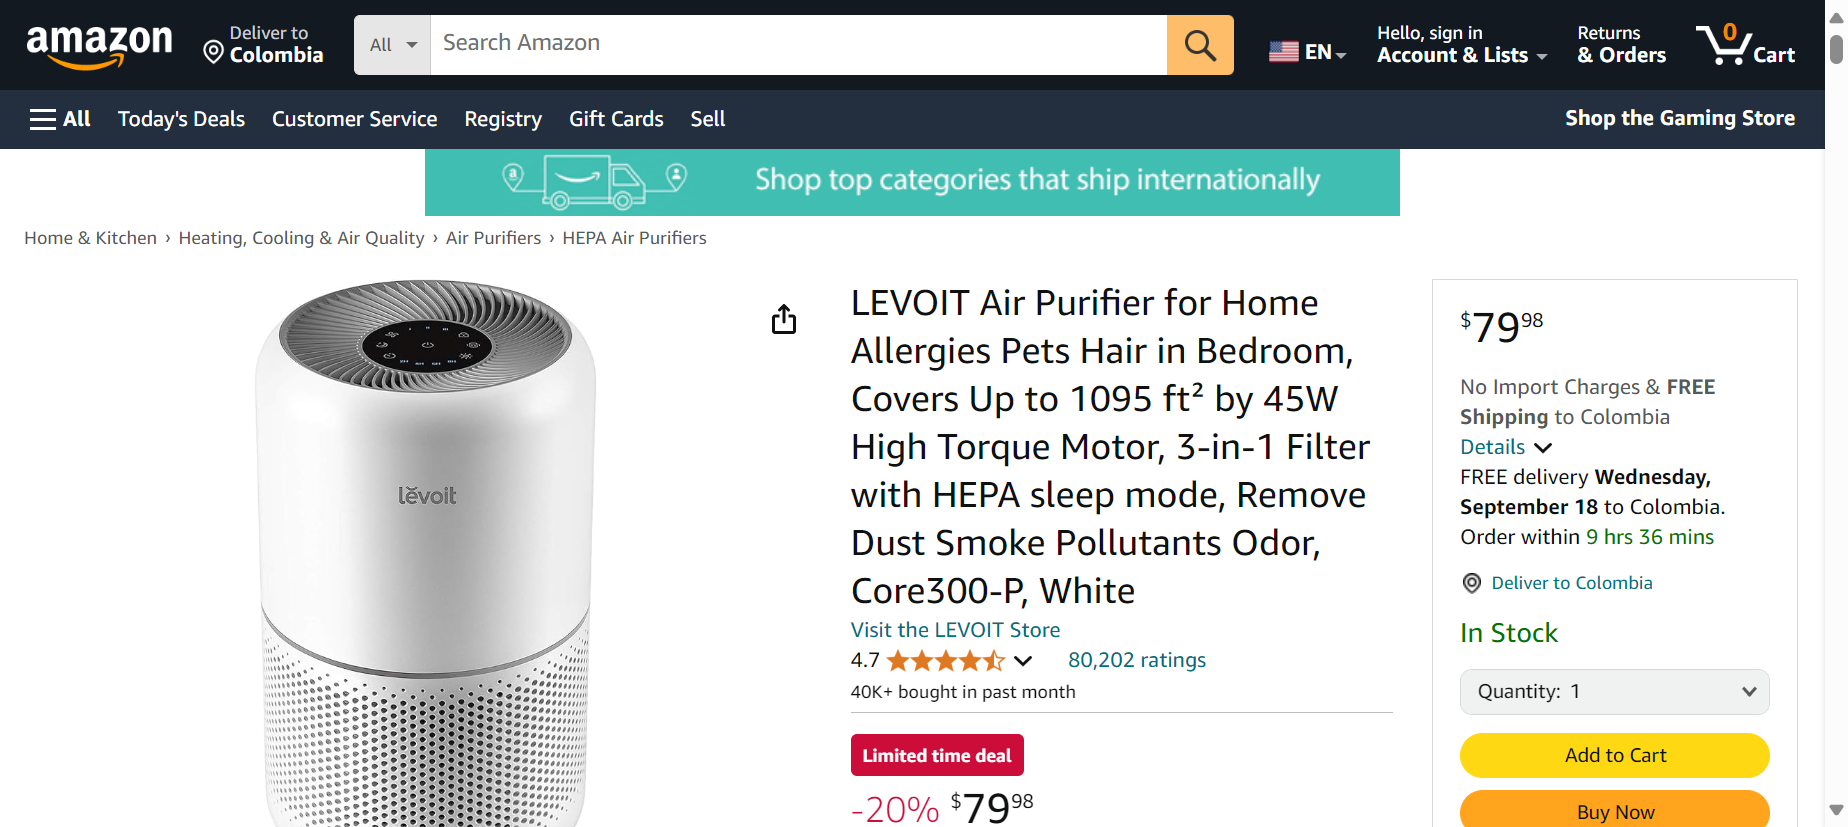 amazon
Deliver to
Colombia
All
Search Amazon
EN
Hello, sign in
Account & Lists
Returns
& Orders
0
Cart
All
Today's Deals
Customer Service
Registry
Gift Cards
Sell
Shop the Gaming Store
a
Shop top categories that ship internationally
Home & Kitchen › Heating, Cooling & Air Quality › Air Purifiers › HEPA Air Purifiers
levoit
LEVOIT Air Purifier for Home
Allergies Pets Hair in Bedroom,
Covers Up to 1095 ft² by 45W
High Torque Motor, 3-in-1 Filter
with HEPA sleep mode, Remove
Dust Smoke Pollutants Odor,
Core300-P, White
Visit the LEVOIT Store
4.7
80,202 ratings
40K+ bought in past month
Limited time deal
-20% $7998
$7998
No Import Charges & FREE
Shipping to Colombia
Details
FREE delivery Wednesday,
September 18 to Colombia.
Order within 9 hrs 36 mins
Deliver to Colombia
In Stock
Quantity: 1
Add to Cart
Buy Now